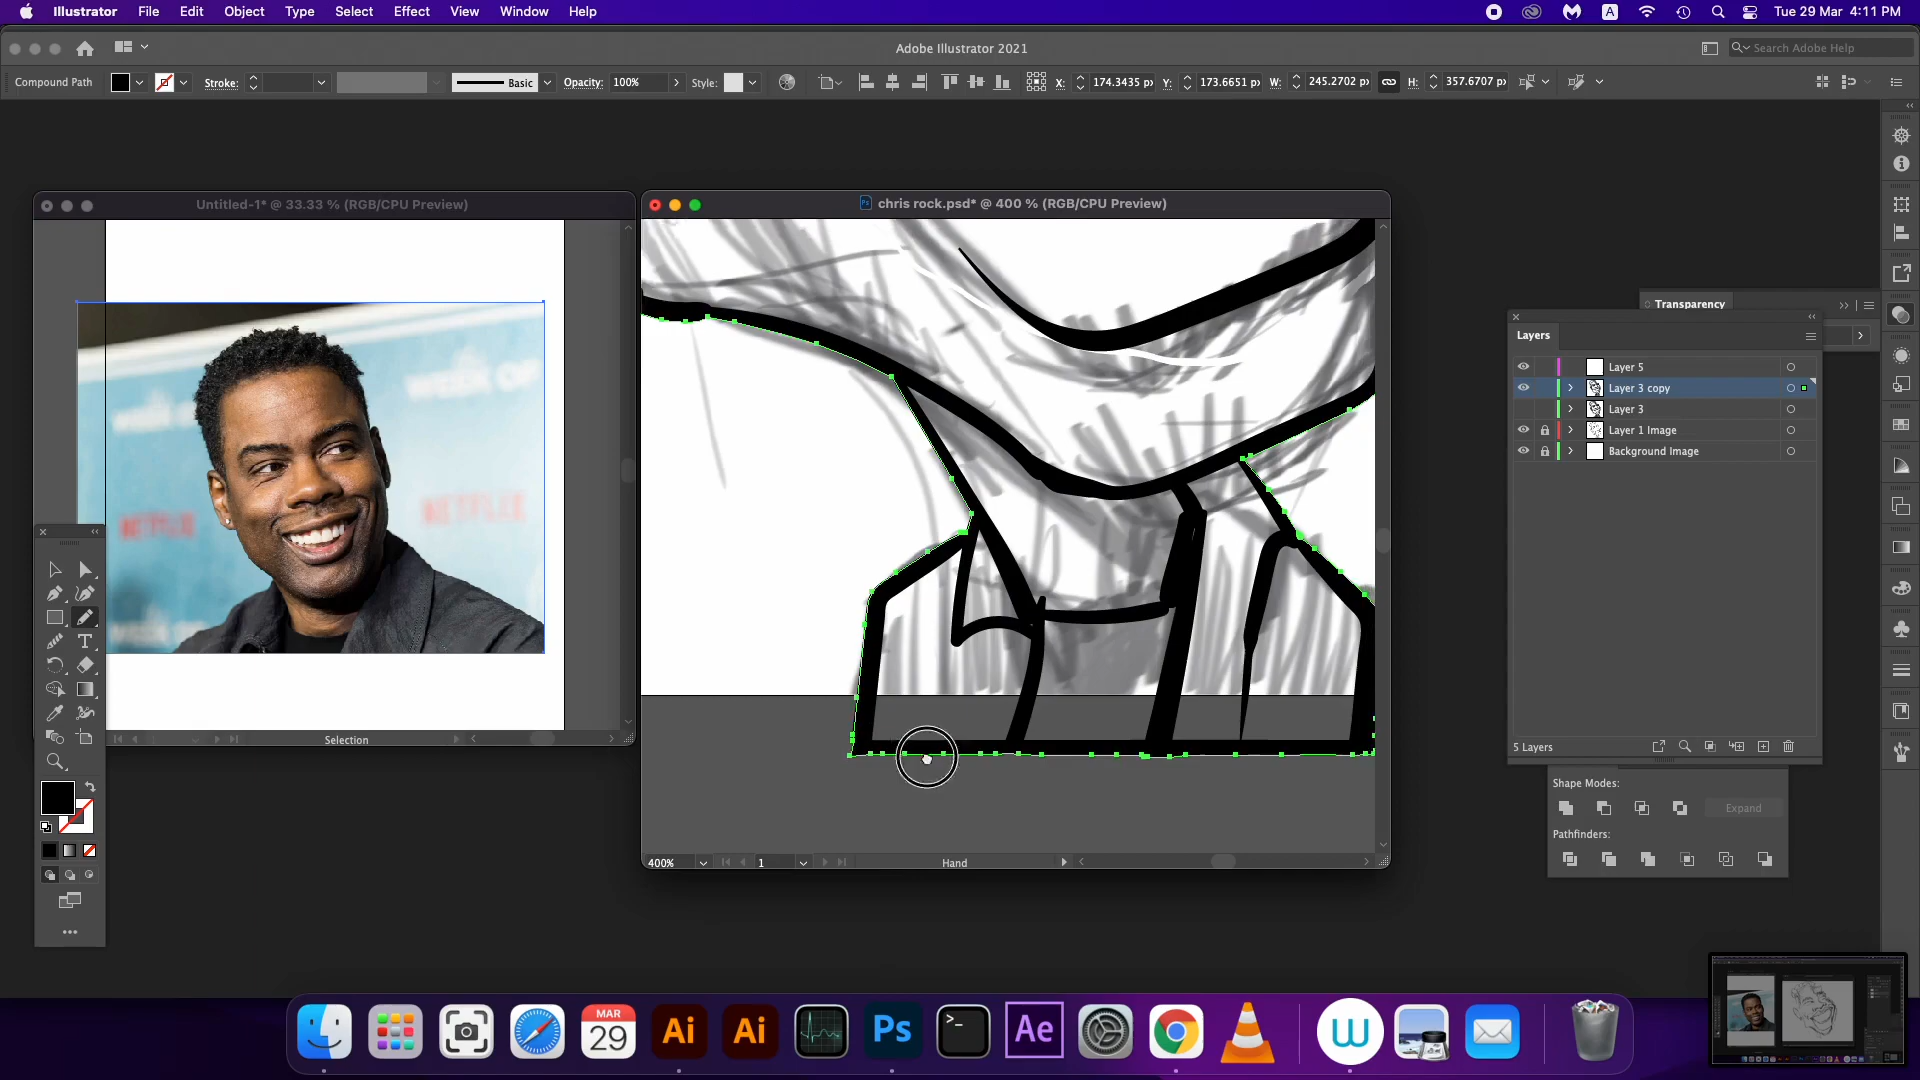 Illustrator File Edit Object Type Select Effect View Window Help
A Tue 29 Mar 4:11 PM
Adobe Illustrator 2021
Search Adobe Help
Compound Path
Stroke:
Basic
Opacity: 100%
Style:
X: 174.3435 p
Y: 173.6651 p
W: 245.2702 p
H: 357.6707 p
Untitled-1* @ 33.33 % (RGB/CPU Preview)
chris rock.psd* @ 400 % (RGB/CPU Preview)
WEEK OF
NETFLIX
NETFLIX
Transparency
Layers
Layer 5
Layer 3 copy
Layer 3
Layer 1 Image
Background Image
5 Layers
Selection
400%
1
Hand
Shape Modes:
Expand
Pathfinders:
MAR
29
Ai
Ai
Ps
>_
Ae
W